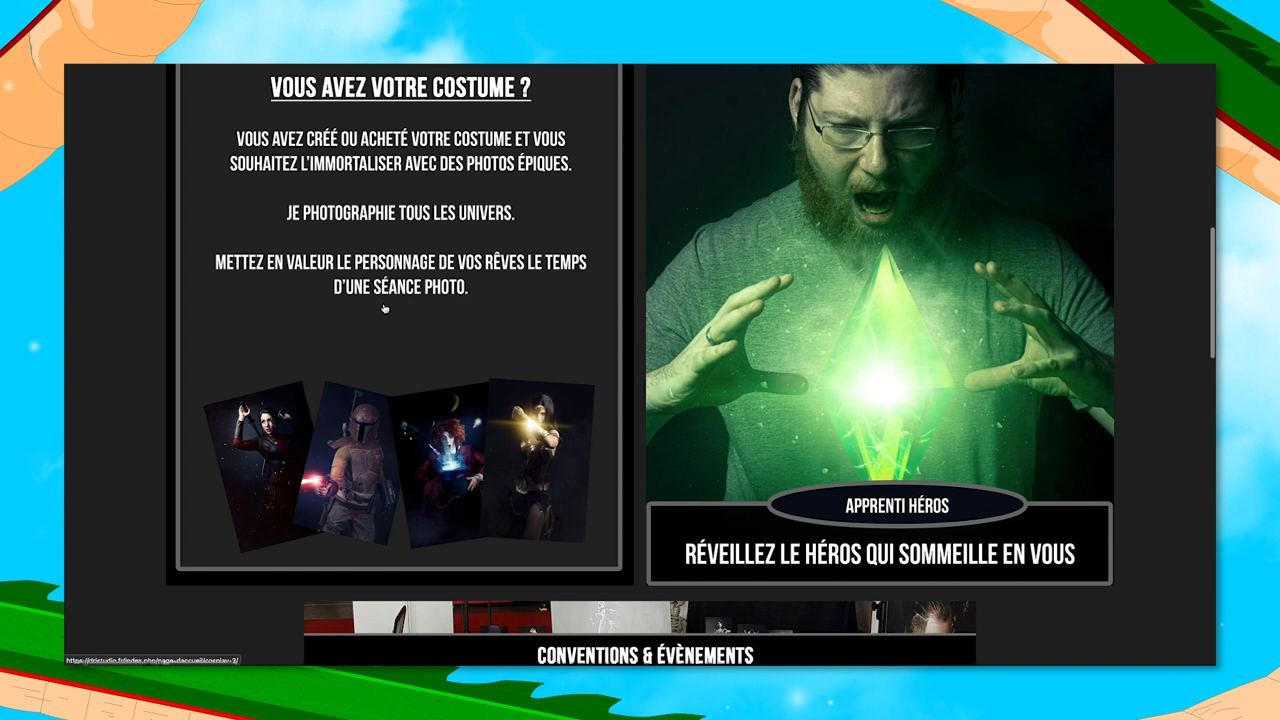 VOUS AVEZ VOTRE COSTUME ?
VOUS AVEZ CRÉÉ OU ACHETÉ VOTRE COSTUME ET VOUS
SOUHAITEZ L'IMMORTALISER AVEC DES PHOTOS ÉPIQUES.
JE PHOTOGRAPHIE TOUS LES UNIVERS.
METTEZ EN VALEUR LE PERSONNAGE DE VOS RÊVES LE TEMPS
D'UNE SÉANCE PHOTO.
APPRENTI HÉROS
RÉVEILLEZ LE HÉROS QUI SOMMEILLE EN VOUS
CONVENTIONS & ÉVÈNEMENTS